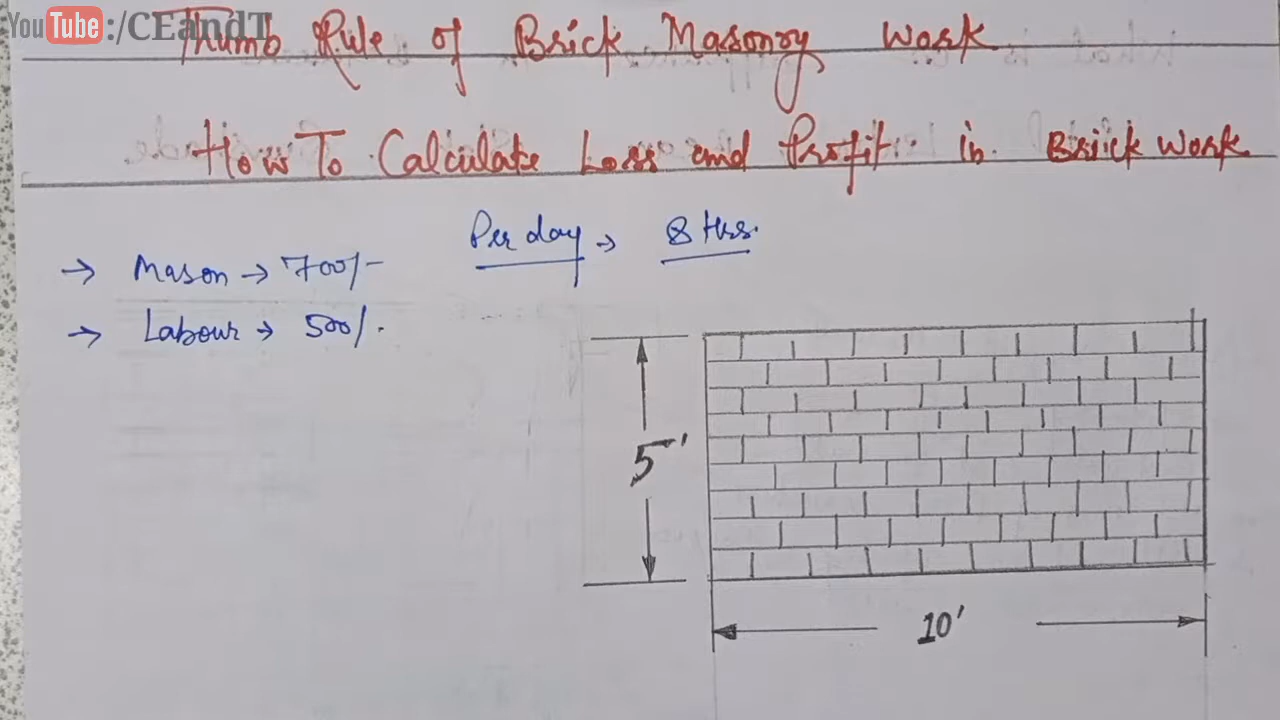 YouTube:/CEandT
Thumb Rule of Brick Masonry Work
How To Calculate Loss and Profit in Brick Work
Per day → 8 Hrs.
→ Mason → 700/-
→ Labour → 500/.
5'
10'